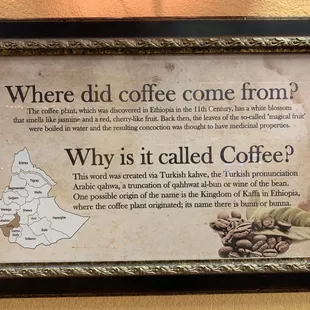 Where did coffee come from?
The coffee plant, which was discovered in Ethiopia in the 11th Century, has a white blossom
that smells like jasmine and a red, cherry-like fruit. Back then, the leaves of the so-called "magical fruit"
were boiled in water and the resulting concoction was thought to have medicinal properties.
Why is it called Coffee?
This word was created via Turkish kahve, the Turkish pronunciation
Arabic qahwa, a truncation of qahhwat al-bun or wine of the bean.
One possible origin of the name is the Kingdom of Kaffa in Ethiopia,
where the coffee plant originated; its name there is bunn or bunna.